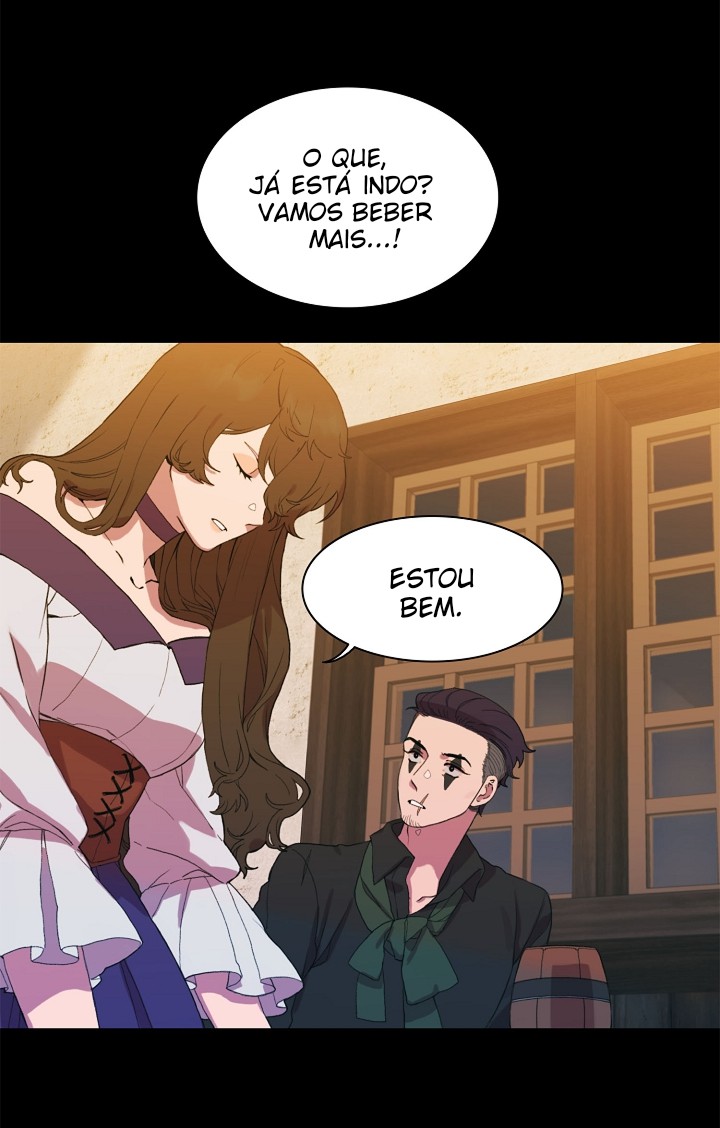 O QUE,
JÁ ESTÁ INDO?
VAMOS BEBER
MAIS...!
ESTOU
BEM.